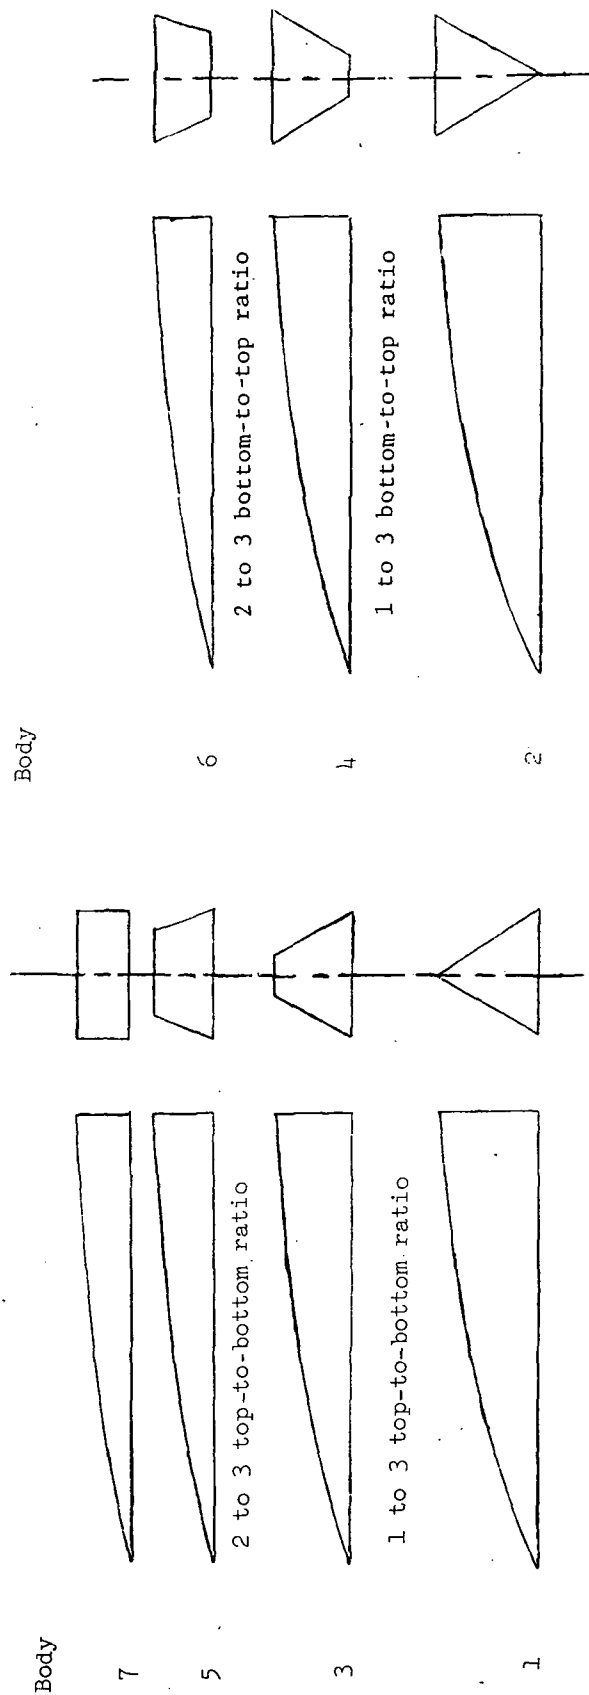 Body
7
5
2 to 3 top-to-bottom ratio
3
1 to 3 top-to-bottom ratio
1
Body
6
2 to 3 bottom-to-top ratio
4
1 to 3 bottom-to-top ratio
2